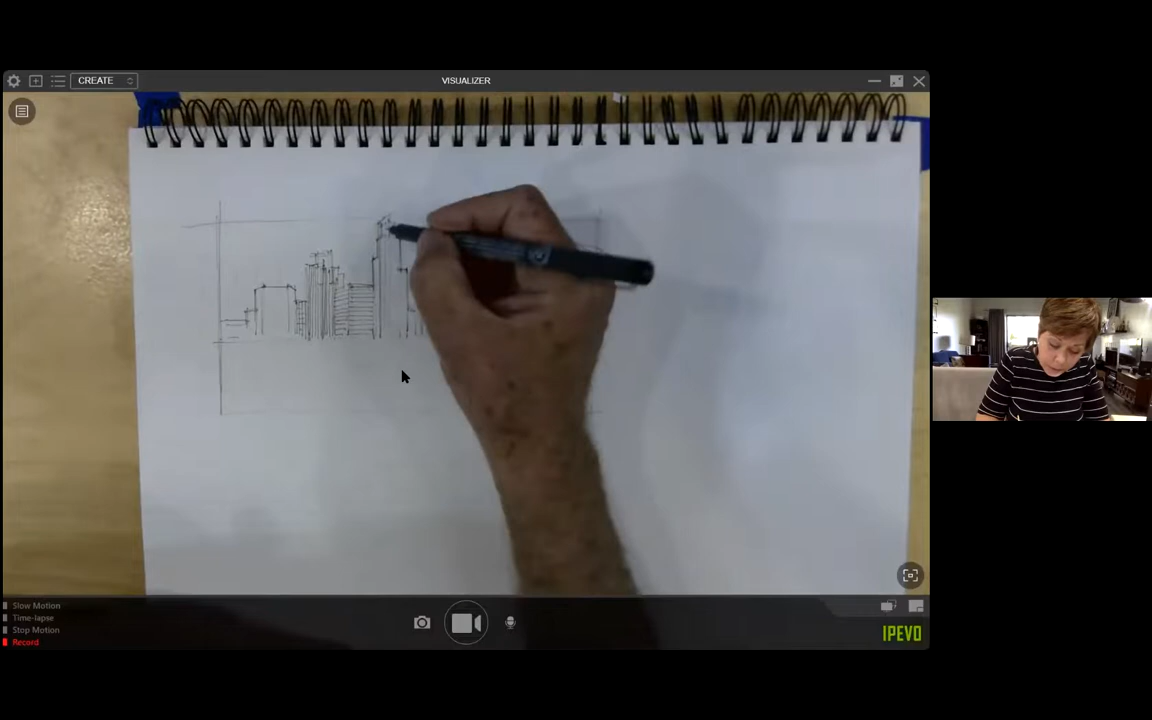 CREATE
VISUALIZER
Slow Motion
Time-lapse
Stop Motion
Record
IPEVO